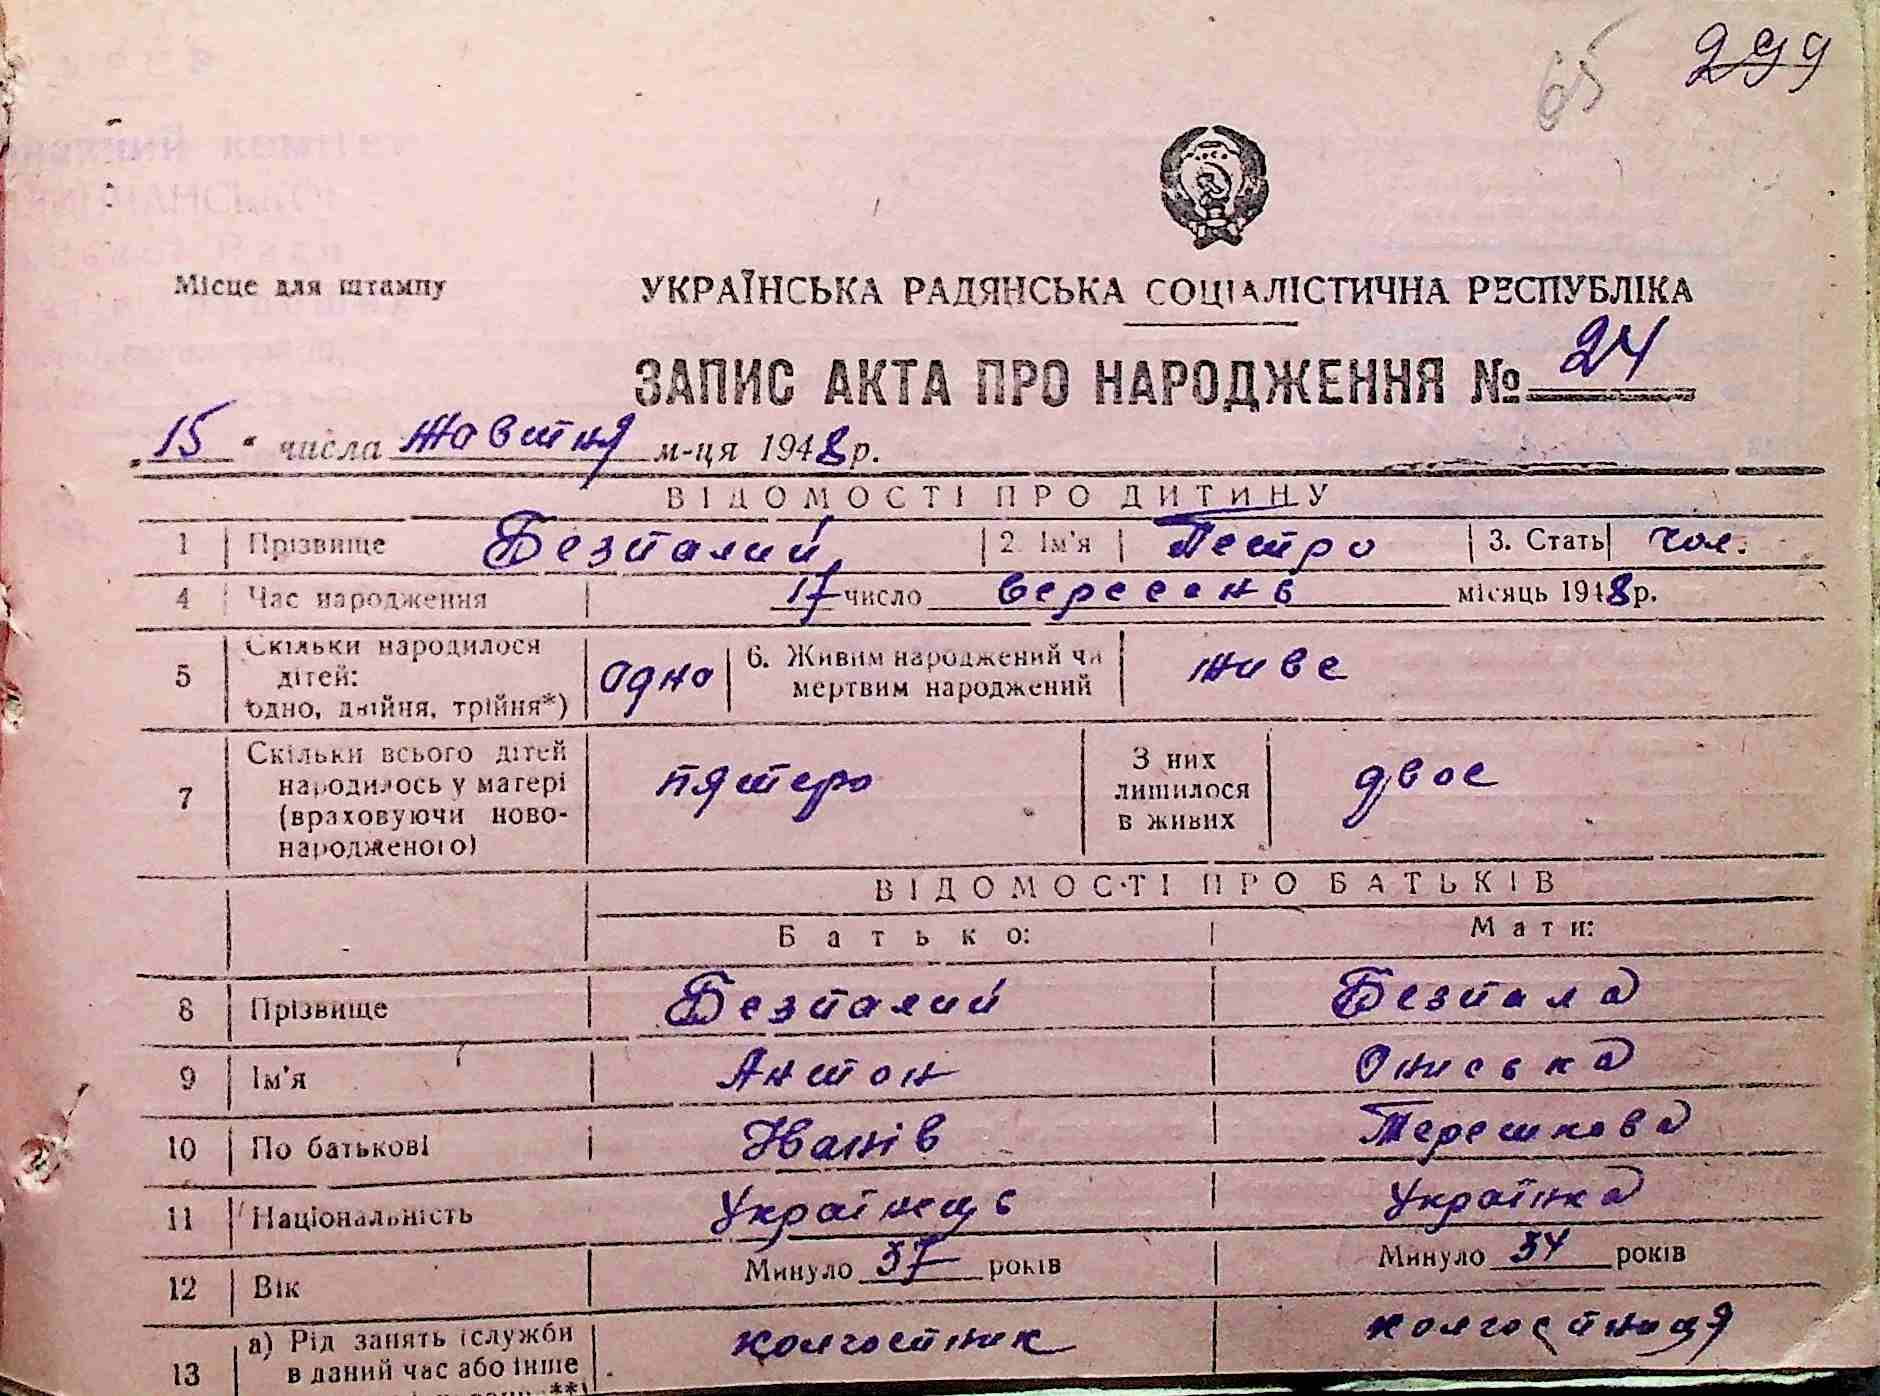 65 299
Місце для штампу
УКРАЇНСЬКА РАДЯНСЬКА СОЦІАЛІСТИЧНА РЕСПУБЛІКА
ЗАПИС АКТА ПРО НАРОДЖЕННЯ № 24
„15 “ числа Жовтня м-ця 1948 р.
ВІДОМОСТІ ПРО ДИТИНУ
1 Прізвище Безпалий 2. Ім'я Петро 3. Стать чол.
4 Час народження 17 число вересень місяць 1948 р.
5 Скільки народилося дітей: одно, двійня, трійня*) одно 6. Живим народжений чи мертвим народжений живе
7 Скільки всього дітей народилось у матері (враховуючи ново-народженого) пятеро З них лишилося в живих двоє
ВІДОМОСТІ ПРО БАТЬКІВ
Батько: Мати:
8 Прізвище Безпалий Безпала
9 Ім'я Антон Ониська
10 По батькові Іванів Терешкова
11 Національність Українець Українка
12 Вік Минуло 37 років Минуло 34 років
13 а) Рід занять (служби в даний час або інше колгоспник колгоспниця